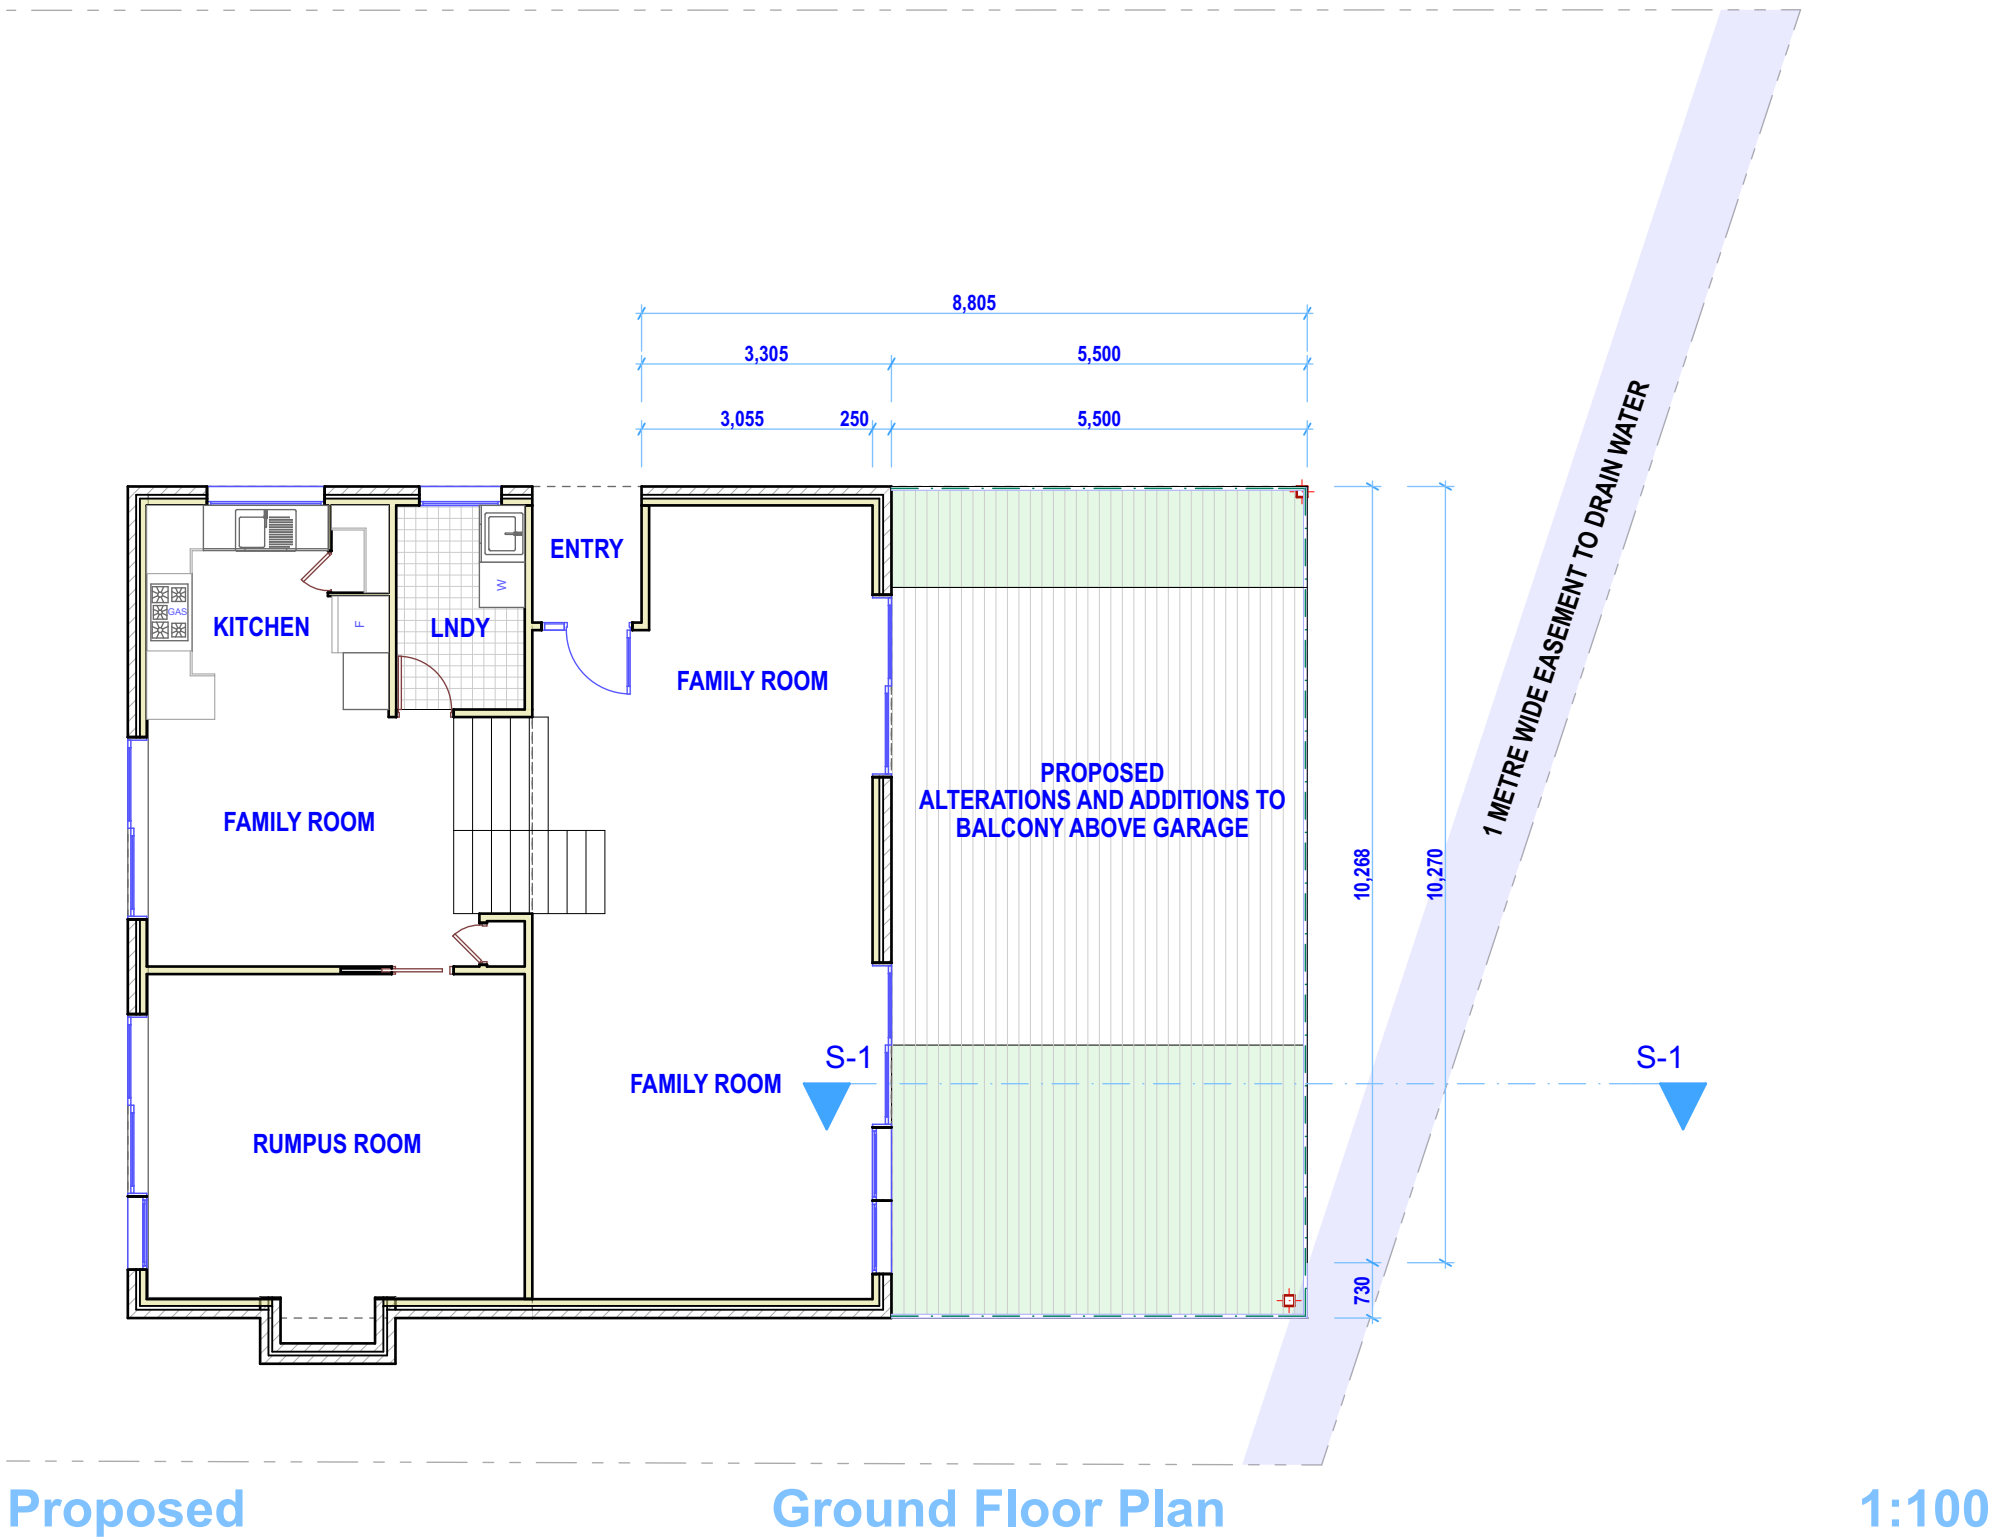 8,805
3,305
5,500
3,055
250
5,500
ENTRY
W
GAS
KITCHEN
F
LNDY
FAMILY ROOM
1 METRE WIDE EASEMENT TO DRAIN WATER
PROPOSED
ALTERATIONS AND ADDITIONS TO
BALCONY ABOVE GARAGE
FAMILY ROOM
10,268
10,270
S-1
S-1
FAMILY ROOM
RUMPUS ROOM
730
Proposed
Ground Floor Plan
1:100